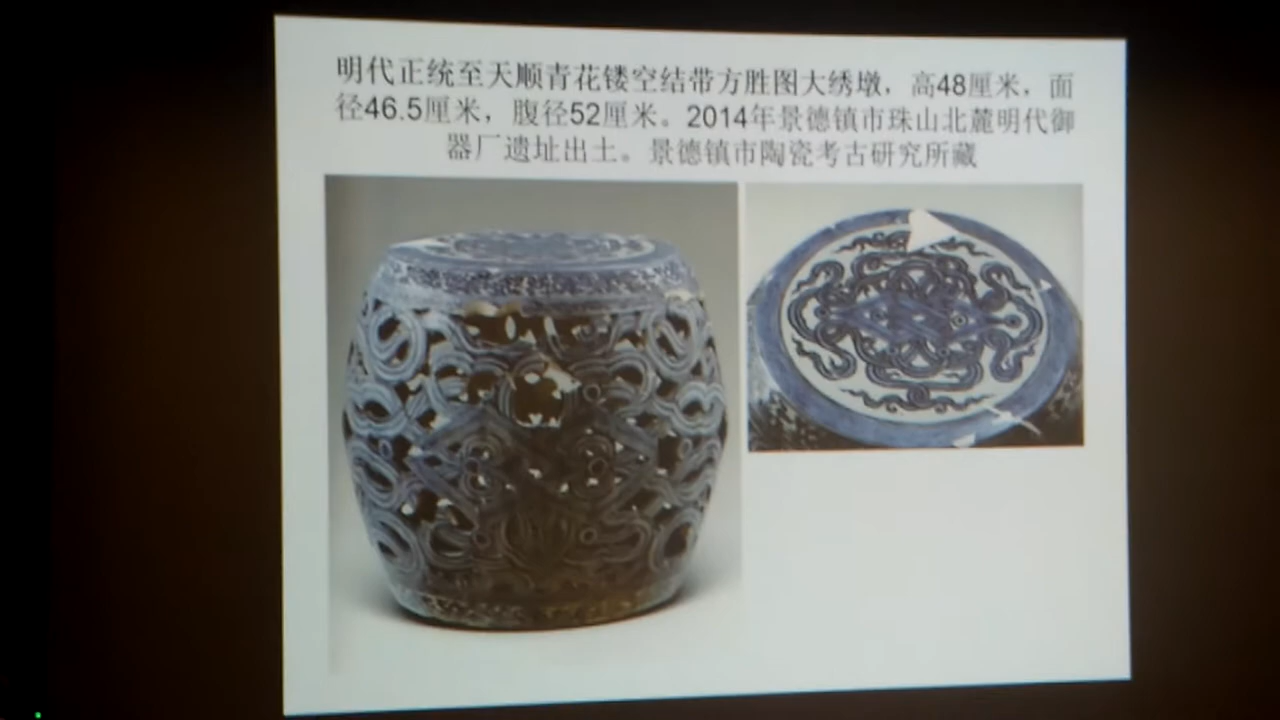 明代正统至天顺青花镂空结带方胜图大绣墩，高48厘米，面
径46.5厘米，腹径52厘米。2014年景德镇市珠山北麓明代御
器厂遗址出土。景德镇市陶瓷考古研究所藏